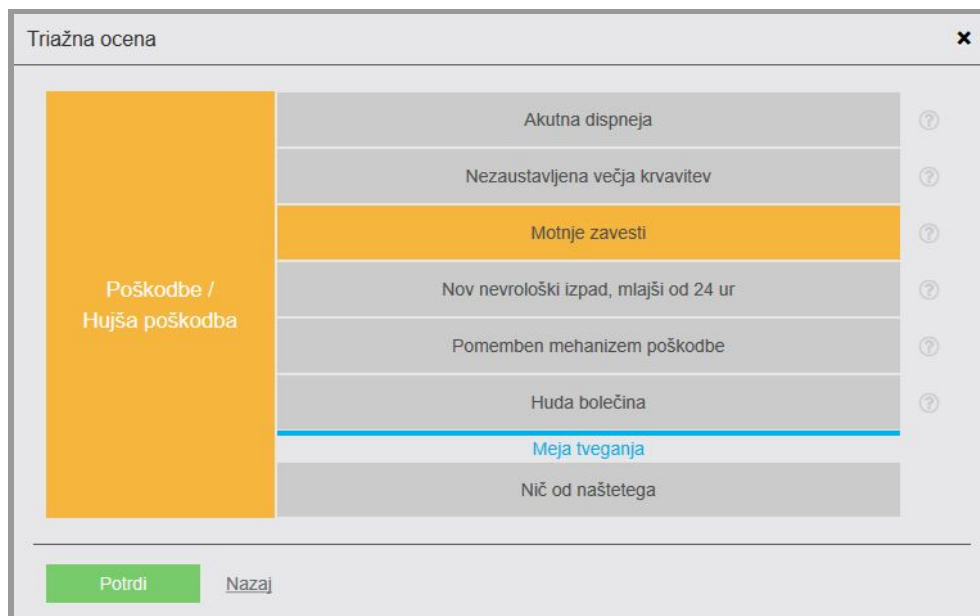 Triažna ocena
Poškodbe /
Hujša poškodba
Akutna dispneja
Nezaustavljena večja krvavitev
Motnje zavesti
Nov nevrološki izpad, mlajši od 24 ur
Pomemben mehanizem poškodbe
Huda bolečina
Meja tveganja
Nič od naštetega
Potrdi
Nazaj